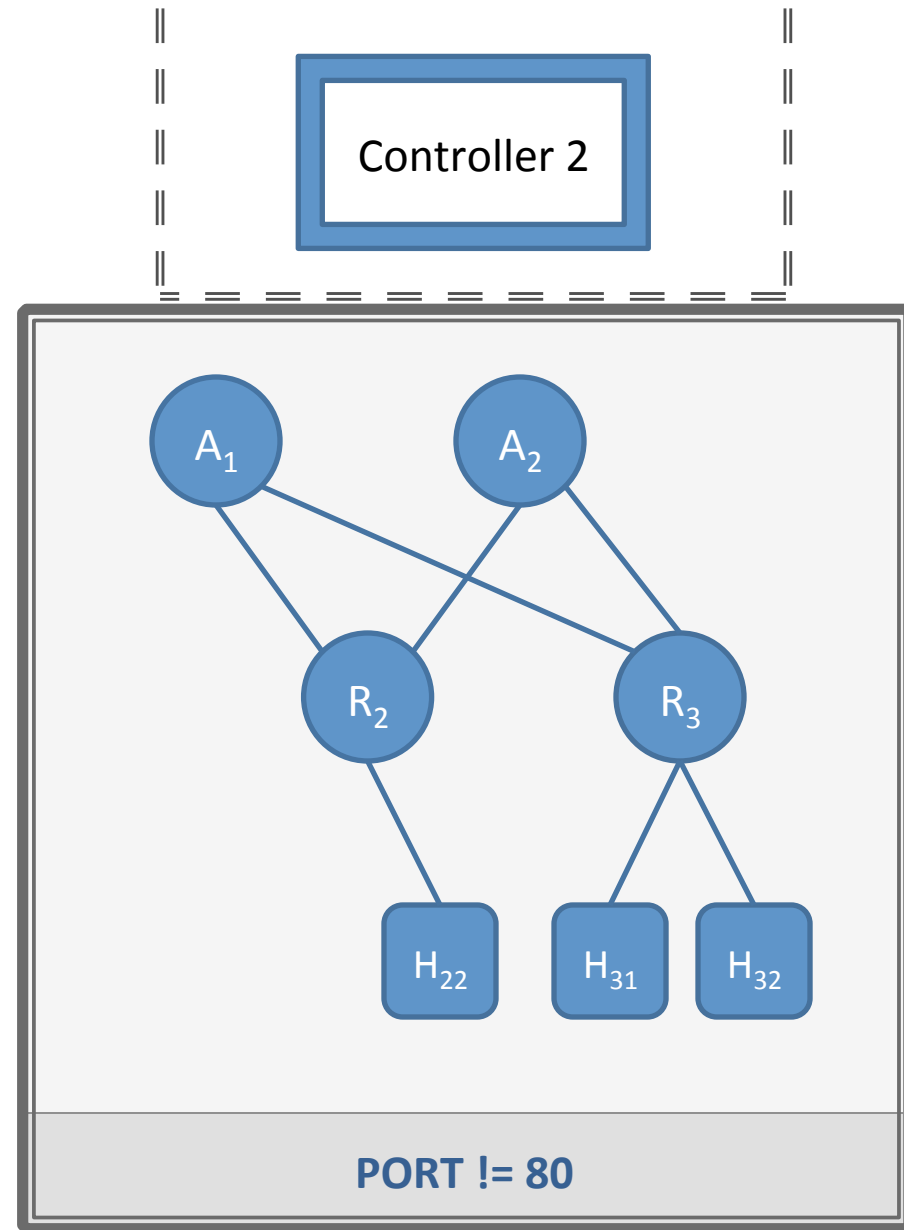 Controller 2
A₁
A₂
R₂
R₃
H₂₂
H₃₁
H₃₂
PORT != 80